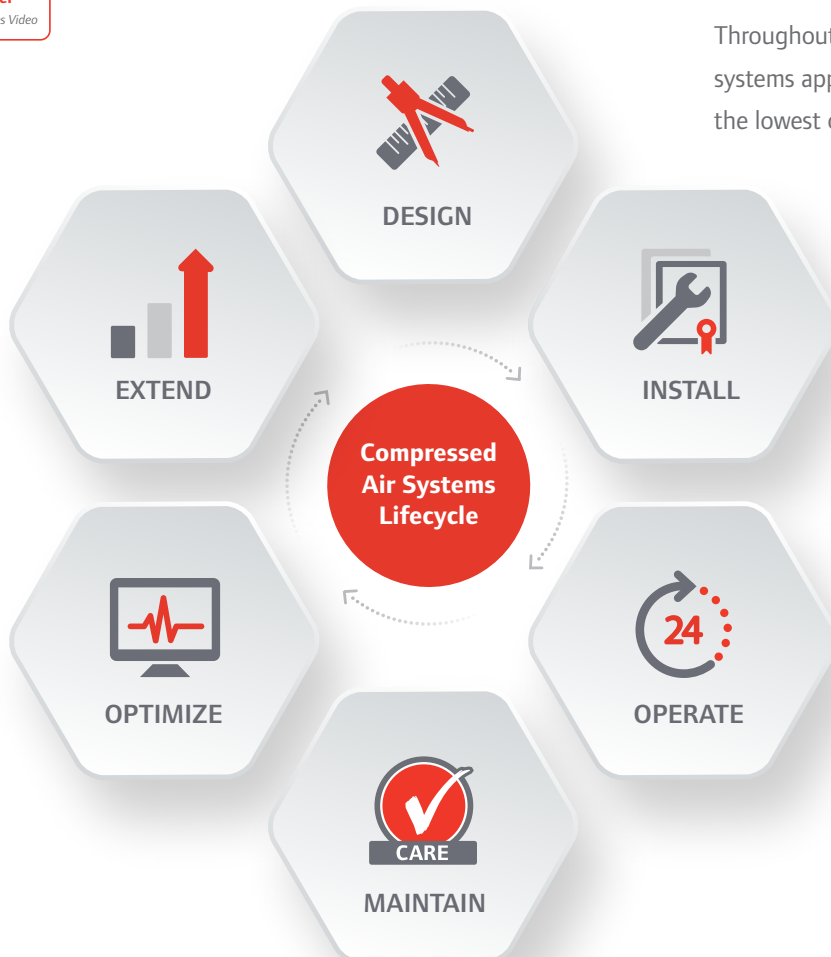 s Video
Throughout
systems app
the lowest
DESIGN
EXTEND
INSTALL
Compressed
Air Systems
Lifecycle
24
OPTIMIZE
OPERATE
CARE
MAINTAIN